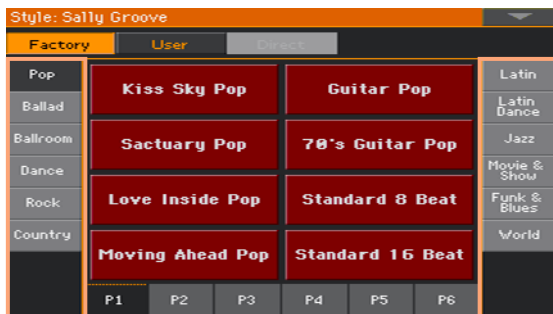 Style: Sally Groove
Factory User Direct
Pop
Ballad
Ballroom
Dance
Rock
Country
Kiss Sky Pop Guitar Pop
Sactuary Pop 70's Guitar Pop
Love Inside Pop Standard 8 Beat
Moving Ahead Pop Standard 16 Beat
Latin
Latin
Dance
Jazz
Movie &
Show
Funk &
Blues
World
P1 P2 P3 P4 P5 P6